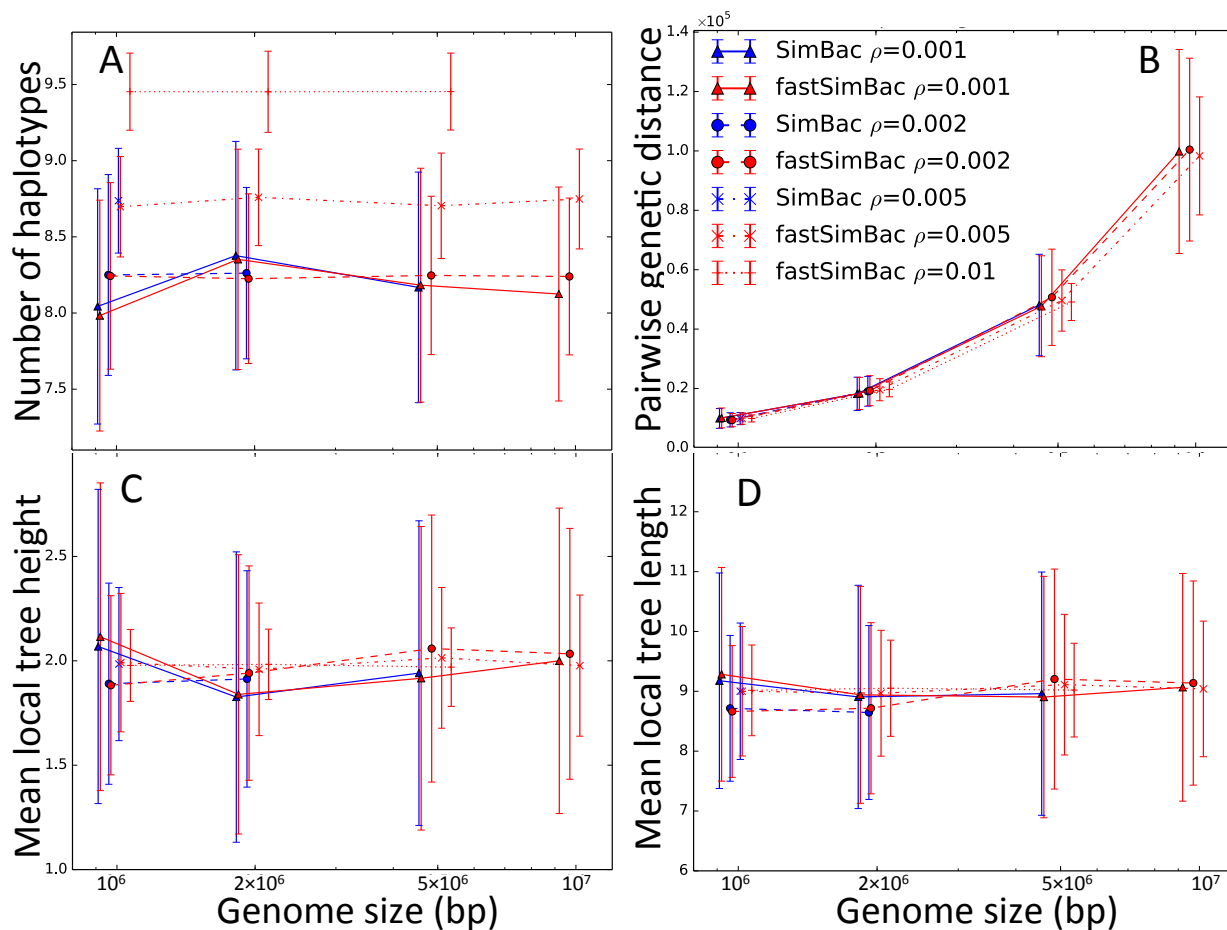 A
Number of haplotypes
9.5
9.0
8.5
8.0
7.5
×10⁵
B
Pairwise genetic distance
1.4
1.2
1.0
0.8
0.6
0.4
0.2
0.0
SimBac ρ=0.001
fastSimBac ρ=0.001
SimBac ρ=0.002
fastSimBac ρ=0.002
SimBac ρ=0.005
fastSimBac ρ=0.005
fastSimBac ρ=0.01
C
Mean local tree height
2.5
2.0
1.5
1.0
10⁶
2×10⁶
5×10⁶
10⁷
Genome size (bp)
D
Mean local tree length
12
11
10
9
8
7
6
10⁶
2×10⁶
5×10⁶
10⁷
Genome size (bp)